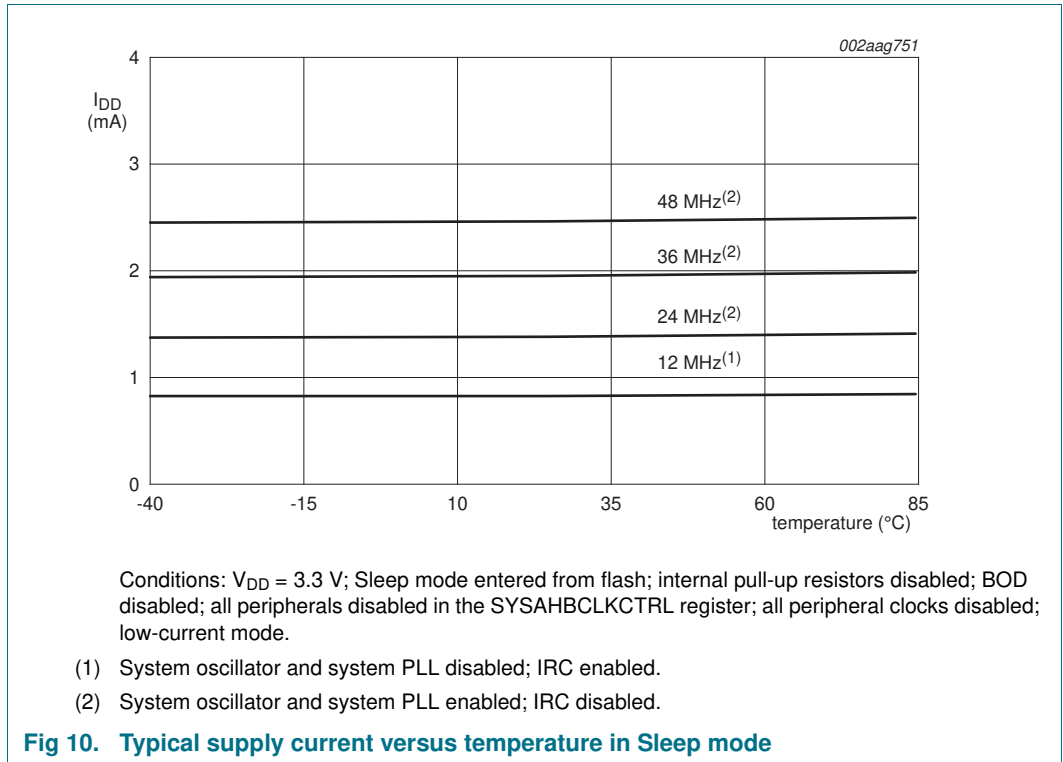 002aag751
4
I_DD
(mA)
3
48 MHz(2)
36 MHz(2)
2
24 MHz(2)
12 MHz(1)
1
0
-40 -15 10 35 60 85
temperature (°C)
Conditions: V_DD = 3.3 V; Sleep mode entered from flash; internal pull-up resistors disabled; BOD
disabled; all peripherals disabled in the SYSAHBCLKCTRL register; all peripheral clocks disabled;
low-current mode.
(1) System oscillator and system PLL disabled; IRC enabled.
(2) System oscillator and system PLL enabled; IRC disabled.
Fig 10. Typical supply current versus temperature in Sleep mode